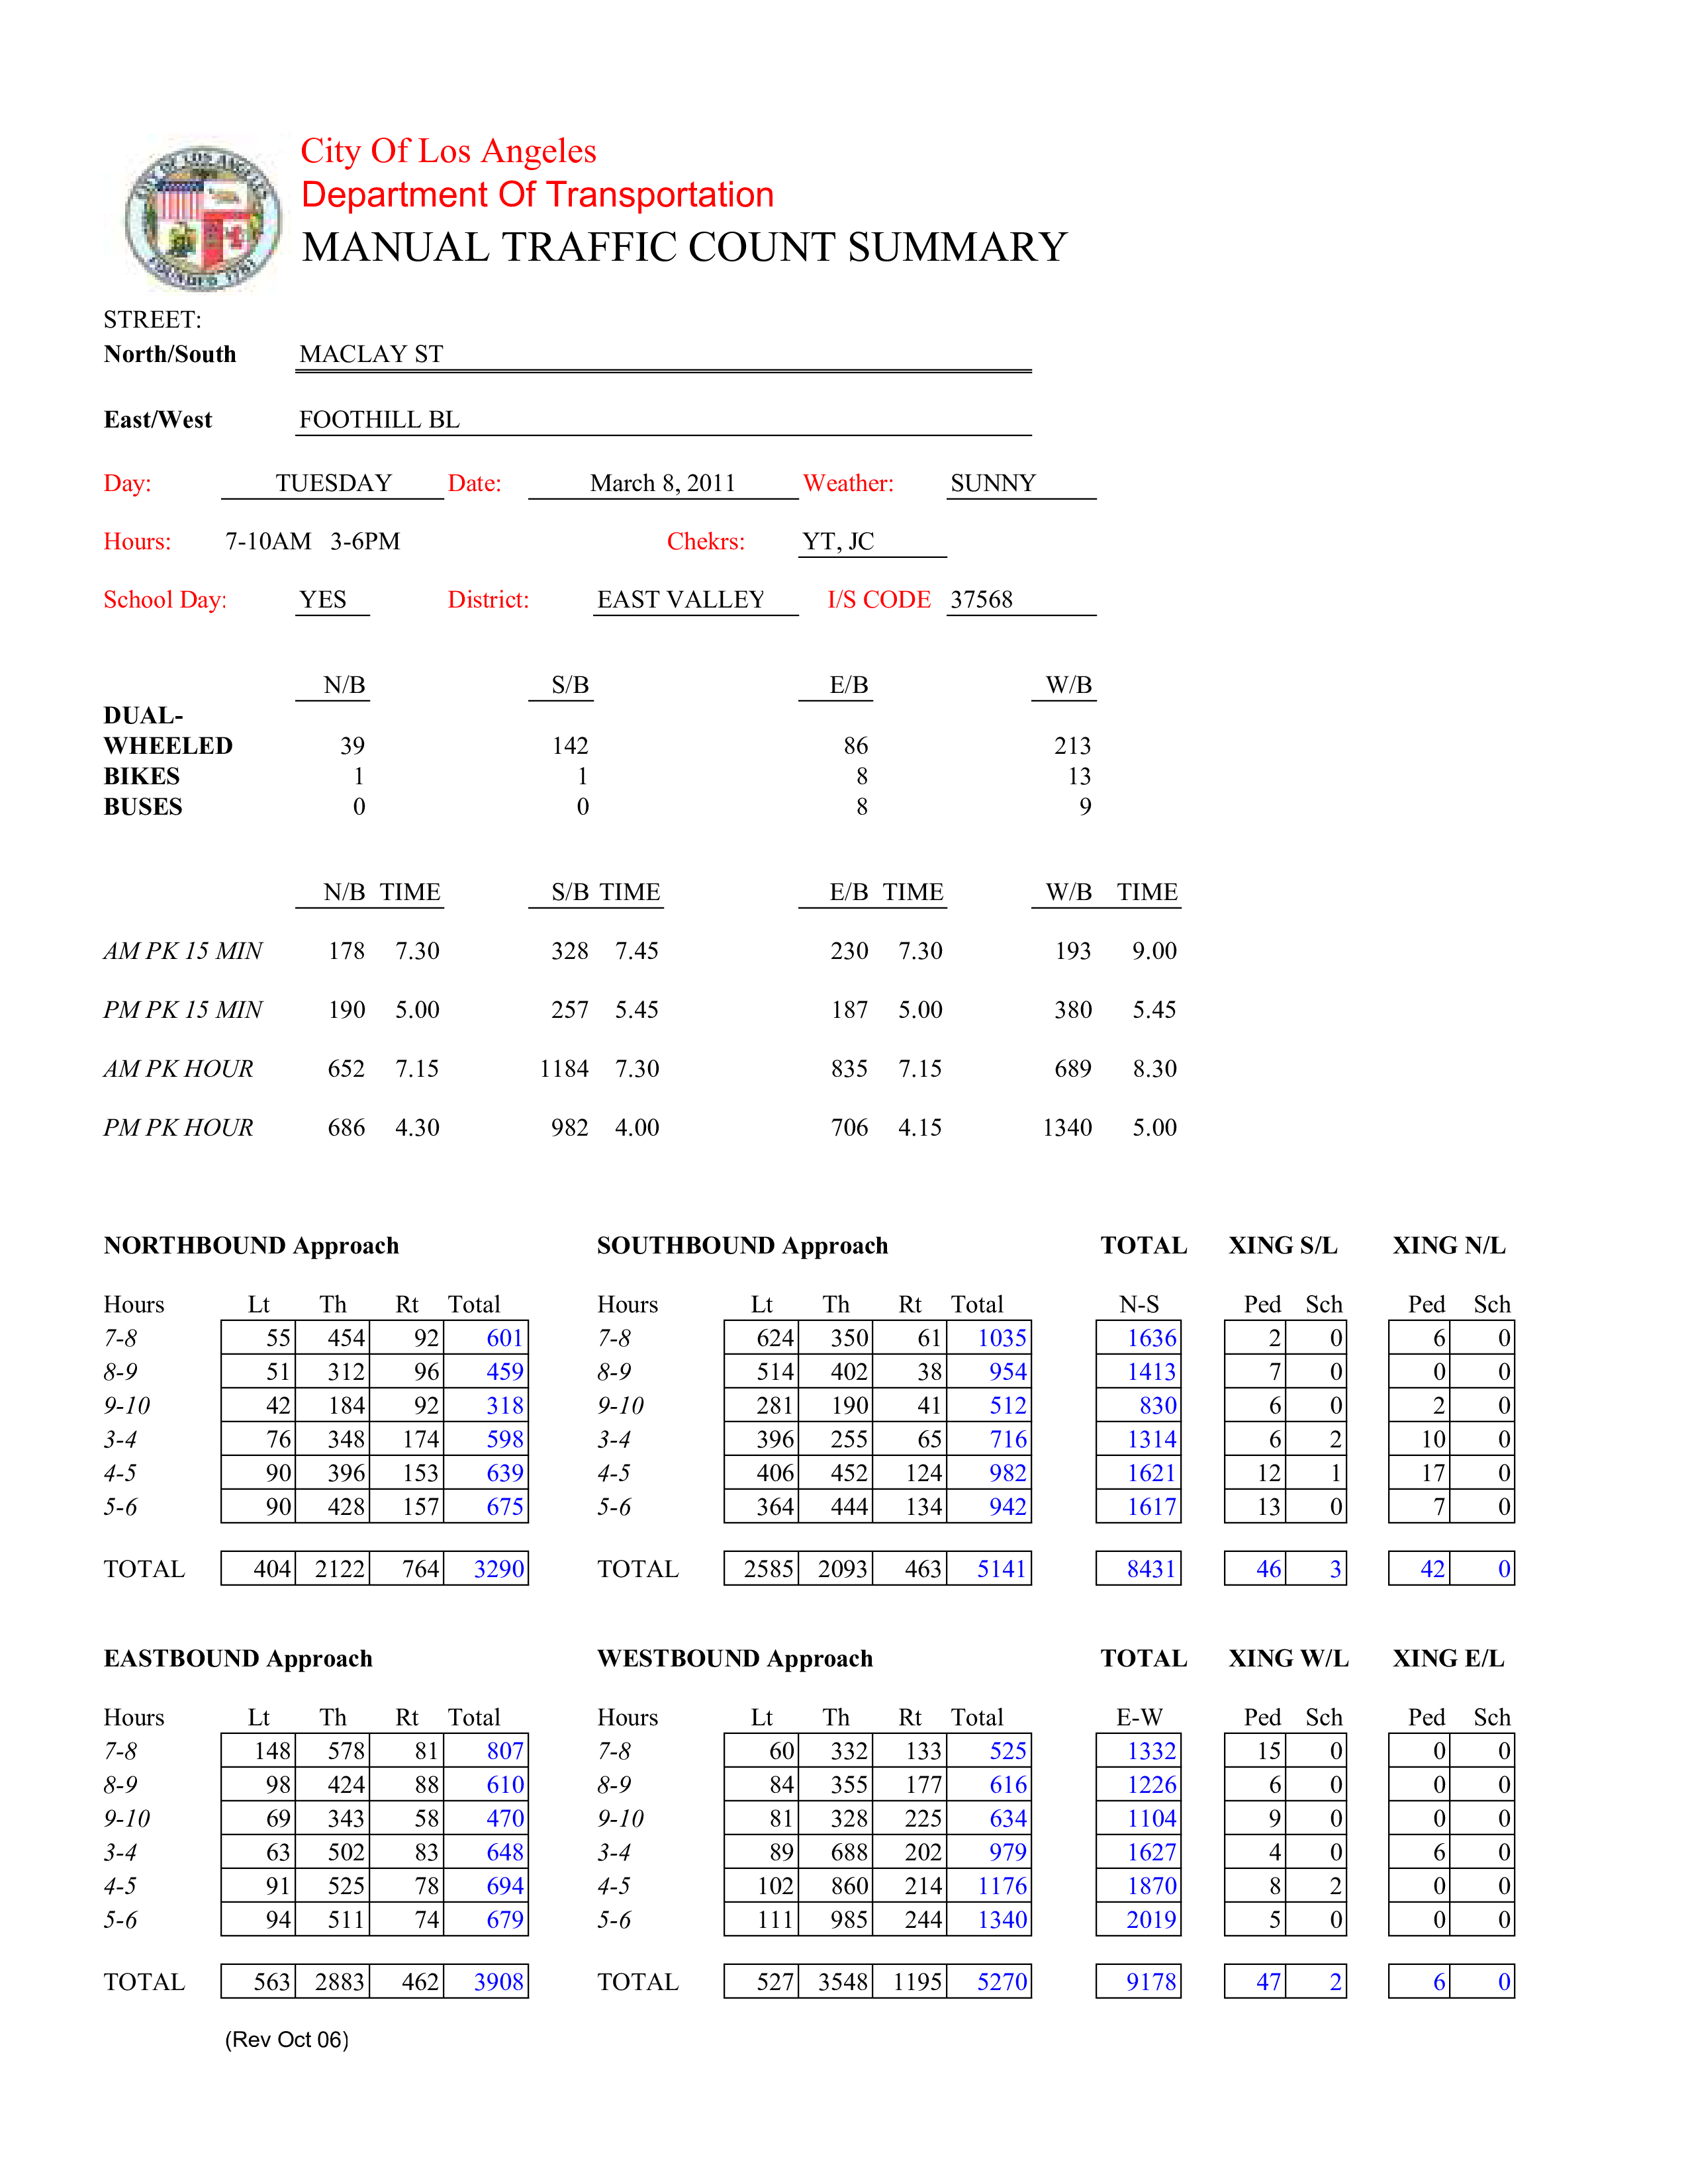 City Of Los Angeles
Department Of Transportation
MANUAL TRAFFIC COUNT SUMMARY
CITY OF LOS ANGELES
FOUNDED 1781
STREET:
North/South MACLAY ST
East/West FOOTHILL BL
Day: TUESDAY Date: March 8, 2011 Weather: SUNNY
Hours: 7-10AM 3-6PM Chekrs: YT, JC
School Day: YES District: EAST VALLEY I/S CODE 37568
N/B S/B E/B W/B
DUAL-
WHEELED 39 142 86 213
BIKES 1 1 8 13
BUSES 0 0 8 9
N/B TIME S/B TIME E/B TIME W/B TIME
AM PK 15 MIN 178 7.30 328 7.45 230 7.30 193 9.00
PM PK 15 MIN 190 5.00 257 5.45 187 5.00 380 5.45
AM PK HOUR 652 7.15 1184 7.30 835 7.15 689 8.30
PM PK HOUR 686 4.30 982 4.00 706 4.15 1340 5.00
NORTHBOUND Approach SOUTHBOUND Approach TOTAL XING S/L XING N/L
Hours Lt Th Rt Total Hours Lt Th Rt Total N-S Ped Sch Ped Sch
7-8 55 454 92 601 7-8 624 350 61 1035 1636 2 0 6 0
8-9 51 312 96 459 8-9 514 402 38 954 1413 7 0 0 0
9-10 42 184 92 318 9-10 281 190 41 512 830 6 0 2 0
3-4 76 348 174 598 3-4 396 255 65 716 1314 6 2 10 0
4-5 90 396 153 639 4-5 406 452 124 982 1621 12 1 17 0
5-6 90 428 157 675 5-6 364 444 134 942 1617 13 0 7 0
TOTAL 404 2122 764 3290 TOTAL 2585 2093 463 5141 8431 46 3 42 0
EASTBOUND Approach WESTBOUND Approach TOTAL XING W/L XING E/L
Hours Lt Th Rt Total Hours Lt Th Rt Total E-W Ped Sch Ped Sch
7-8 148 578 81 807 7-8 60 332 133 525 1332 15 0 0 0
8-9 98 424 88 610 8-9 84 355 177 616 1226 6 0 0 0
9-10 69 343 58 470 9-10 81 328 225 634 1104 9 0 0 0
3-4 63 502 83 648 3-4 89 688 202 979 1627 4 0 6 0
4-5 91 525 78 694 4-5 102 860 214 1176 1870 8 2 0 0
5-6 94 511 74 679 5-6 111 985 244 1340 2019 5 0 0 0
TOTAL 563 2883 462 3908 TOTAL 527 3548 1195 5270 9178 47 2 6 0
(Rev Oct 06)